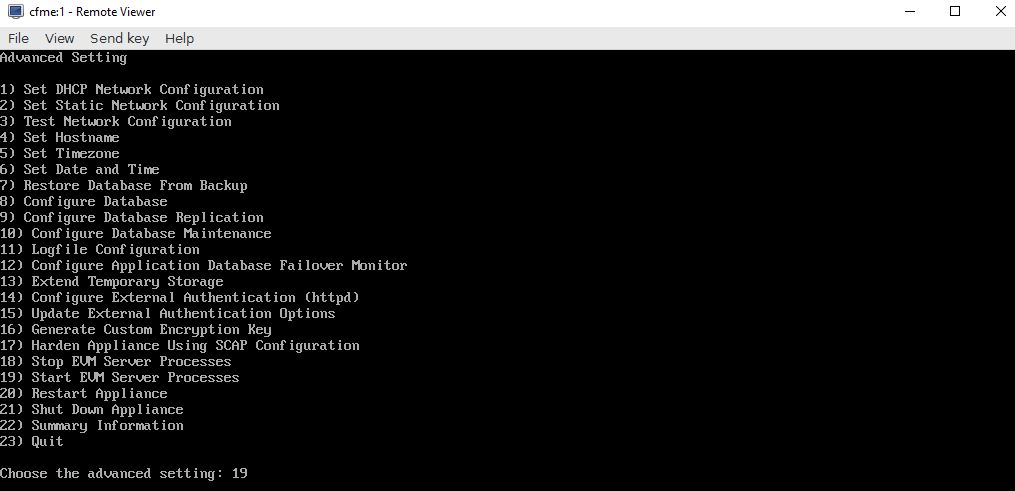 cfme:1 - Remote Viewer
File View Send key Help
Advanced Setting
1) Set DHCP Network Configuration
2) Set Static Network Configuration
3) Test Network Configuration
4) Set Hostname
5) Set Timezone
6) Set Date and Time
7) Restore Database From Backup
8) Configure Database
9) Configure Database Replication
10) Configure Database Maintenance
11) Logfile Configuration
12) Configure Application Database Failover Monitor
13) Extend Temporary Storage
14) Configure External Authentication (httpd)
15) Update External Authentication Options
16) Generate Custom Encryption Key
17) Harden Appliance Using SCAP Configuration
18) Stop EVM Server Processes
19) Start EVM Server Processes
20) Restart Appliance
21) Shut Down Appliance
22) Summary Information
23) Quit
Choose the advanced setting: 19